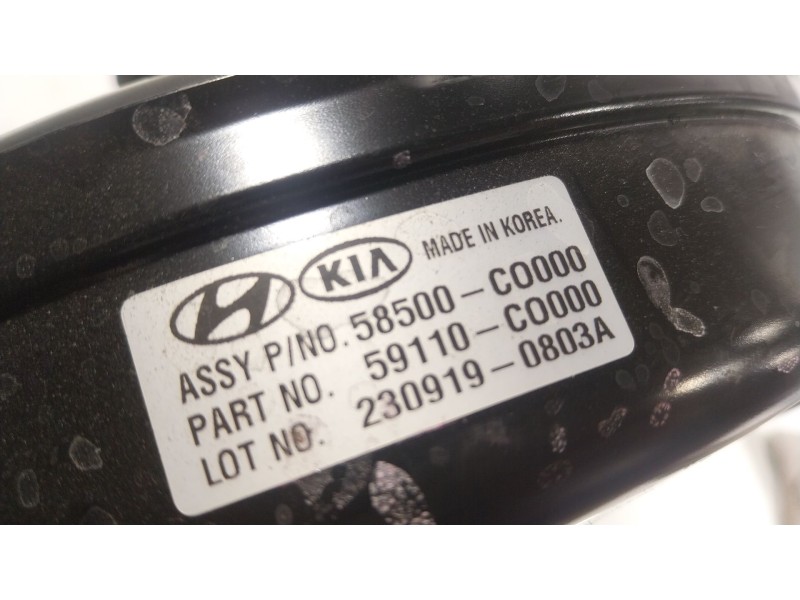 KIA MADE IN KOREA.
ASSY P/NO. 58500-C0000
PART NO. 59110-C0000
LOT NO. 230919-0803A